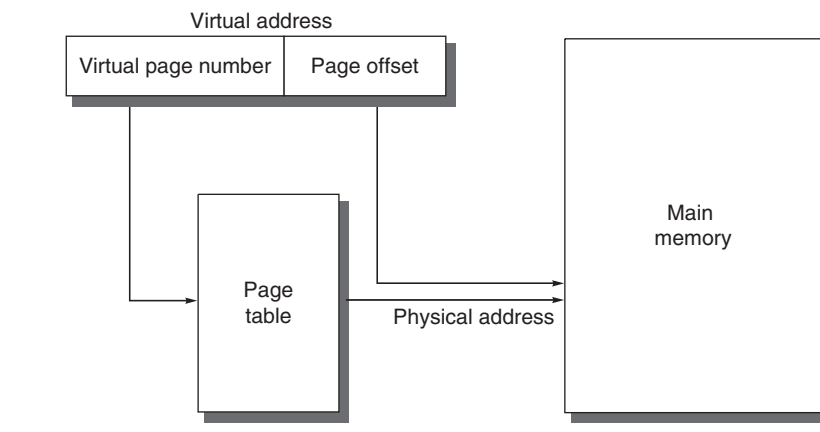 Virtual address
Virtual page number
Page offset
Main
memory
Page
table
Physical address